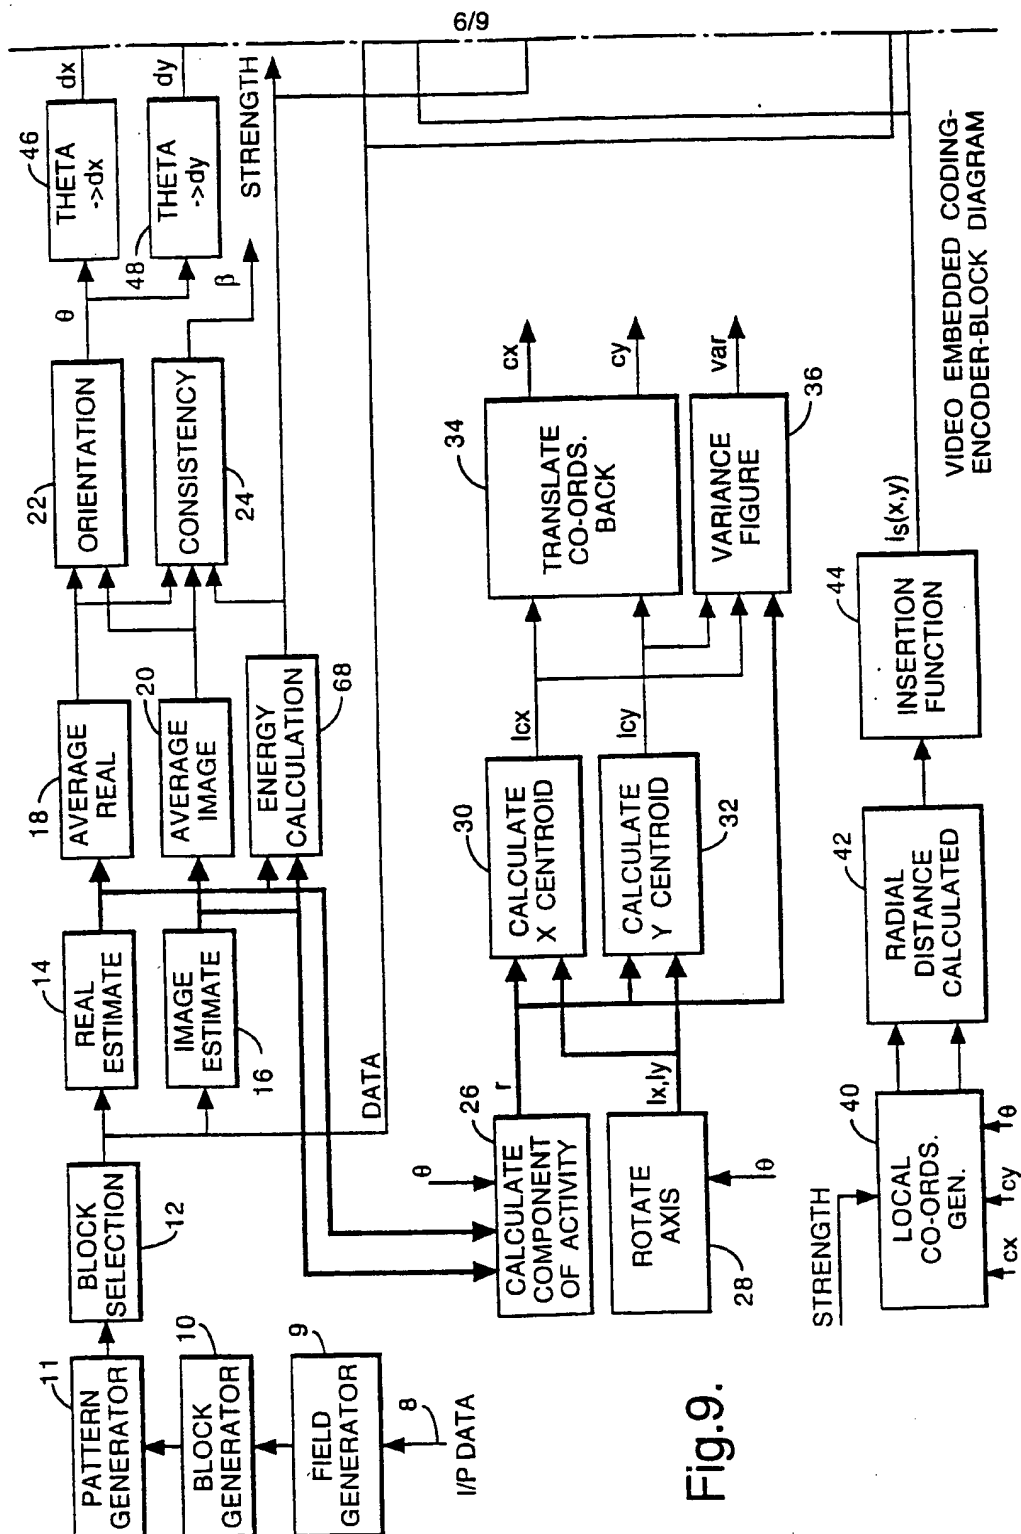 6/9
I/P DATA
8
FIELD
GENERATOR
9
BLOCK
GENERATOR
10
PATTERN
GENERATOR
11
BLOCK
SELECTION
12
DATA
REAL
ESTIMATE
14
IMAGE
ESTIMATE
16
AVERAGE
REAL
18
AVERAGE
IMAGE
20
ENERGY
CALCULATION
68
ORIENTATION
22
CONSISTENCY
24
θ
β
THETA
->dx
46
THETA
->dy
48
dx
dy
STRENGTH
θ
CALCULATE
COMPONENT
OF ACTIVITY
26
r
ROTATE
AXIS
28
θ
lx,ly
CALCULATE
X CENTROID
30
CALCULATE
Y CENTROID
32
lcx
lcy
TRANSLATE
CO-ORDS.
BACK
34
VARIANCE
FIGURE
36
cx
cy
var
STRENGTH
LOCAL
CO-ORDS.
GEN.
40
cx
cy
θ
RADIAL
DISTANCE
CALCULATED
42
INSERTION
FUNCTION
44
ls(x,y)
VIDEO EMBEDDED CODING-
ENCODER-BLOCK DIAGRAM
Fig.9.